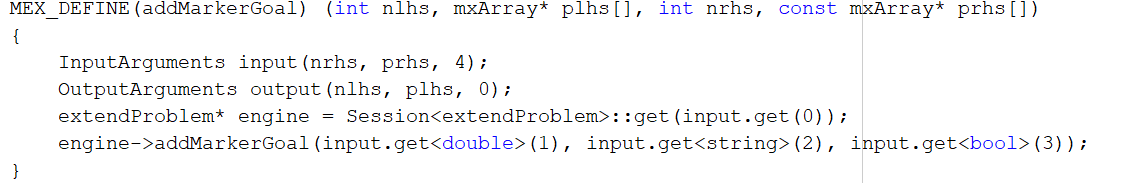 MEX_DEFINE(addMarkerGoal) (int nlhs, mxArray* plhs[], int nrhs, const mxArray* prhs[])
{
    InputArguments input(nrhs, prhs, 4);
    OutputArguments output(nlhs, plhs, 0);
    extendProblem* engine = Session<extendProblem>::get(input.get(0));
    engine->addMarkerGoal(input.get<double>(1), input.get<string>(2), input.get<bool>(3));
}